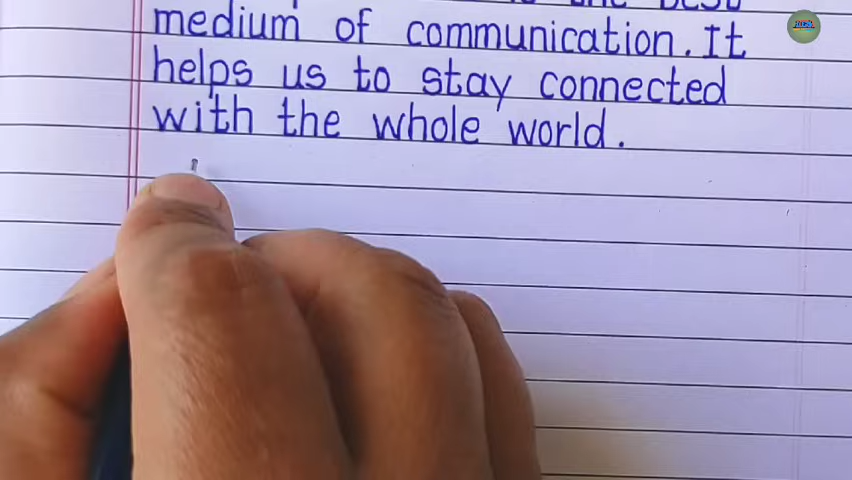 medium of communication. It
helps us to stay connected
with the whole world.